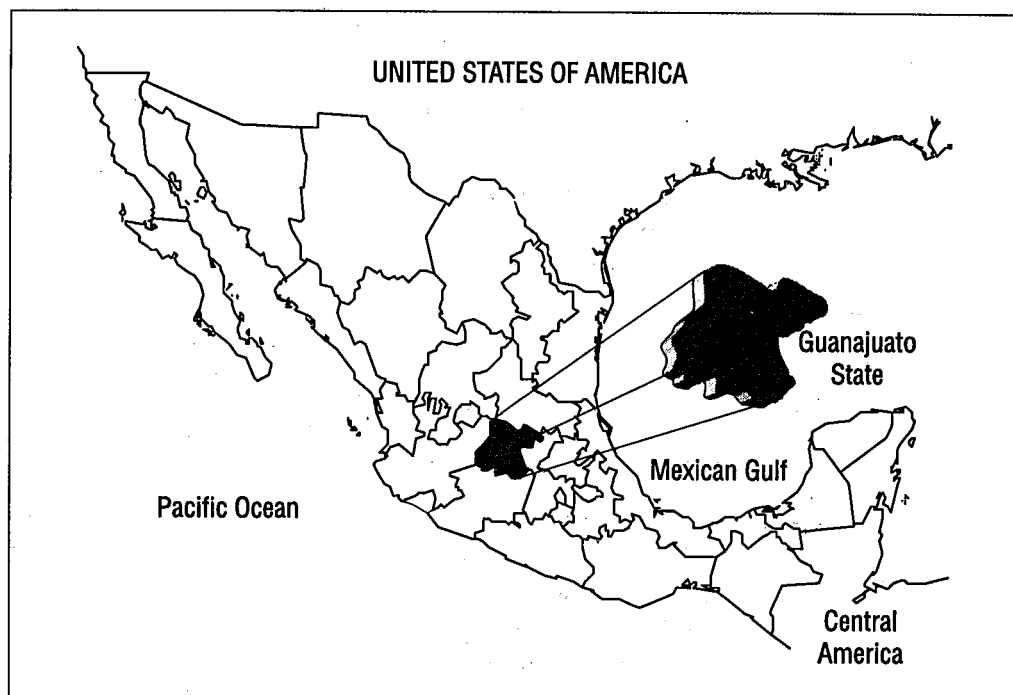 UNITED STATES OF AMERICA
Guanajuato
State
Mexican Gulf
Pacific Ocean
Central
America